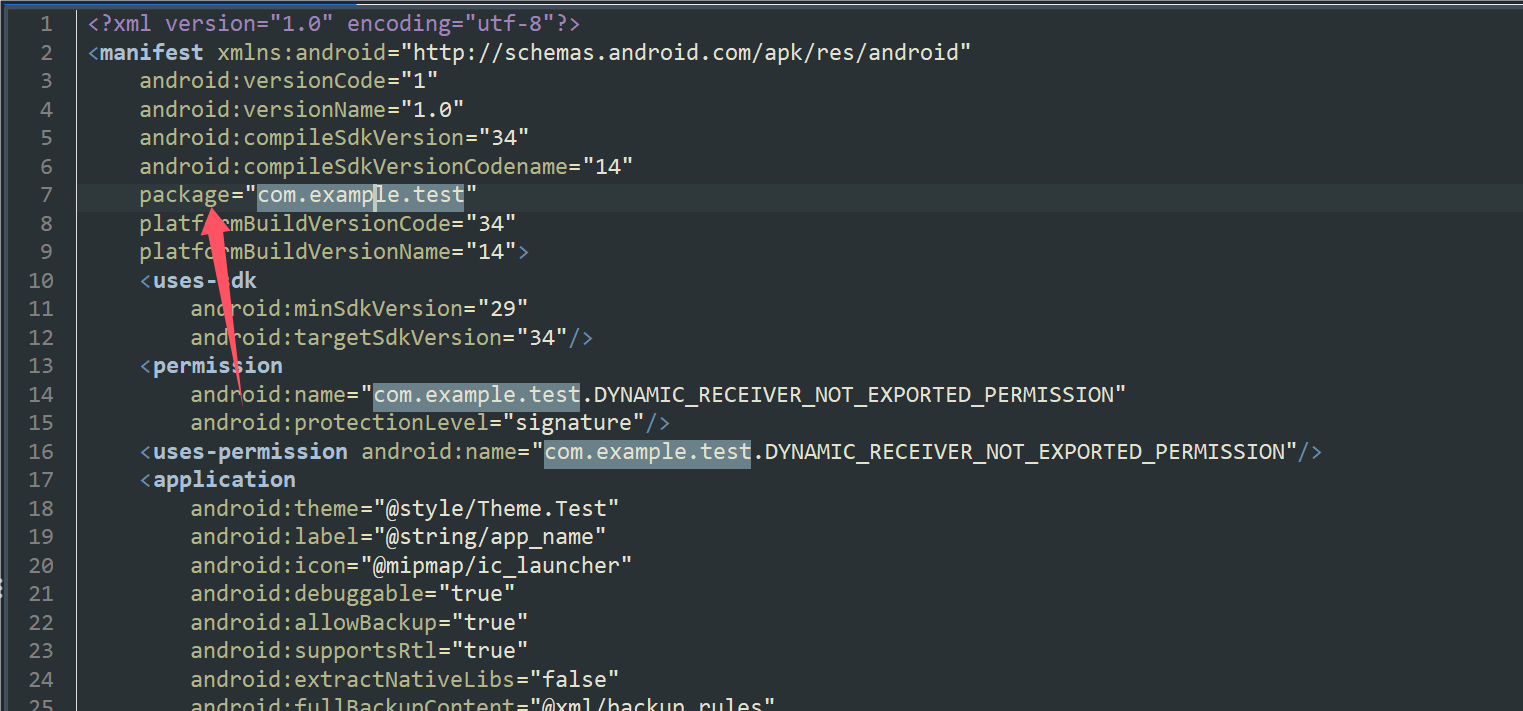 1 <?xml version="1.0" encoding="utf-8"?>
2 <manifest xmlns:android="http://schemas.android.com/apk/res/android"
3 android:versionCode="1"
4 android:versionName="1.0"
5 android:compileSdkVersion="34"
6 android:compileSdkVersionCodename="14"
7 package="com.example.test"
8 platformBuildVersionCode="34"
9 platformBuildVersionName="14">
10 <uses-sdk
11 android:minSdkVersion="29"
12 android:targetSdkVersion="34"/>
13 <permission
14 android:name="com.example.test.DYNAMIC_RECEIVER_NOT_EXPORTED_PERMISSION"
15 android:protectionLevel="signature"/>
16 <uses-permission android:name="com.example.test.DYNAMIC_RECEIVER_NOT_EXPORTED_PERMISSION"/>
17 <application
18 android:theme="@style/Theme.Test"
19 android:label="@string/app_name"
20 android:icon="@mipmap/ic_launcher"
21 android:debuggable="true"
22 android:allowBackup="true"
23 android:supportsRtl="true"
24 android:extractNativeLibs="false"
25 android:fullBackupContent="@xml/backup_rules"